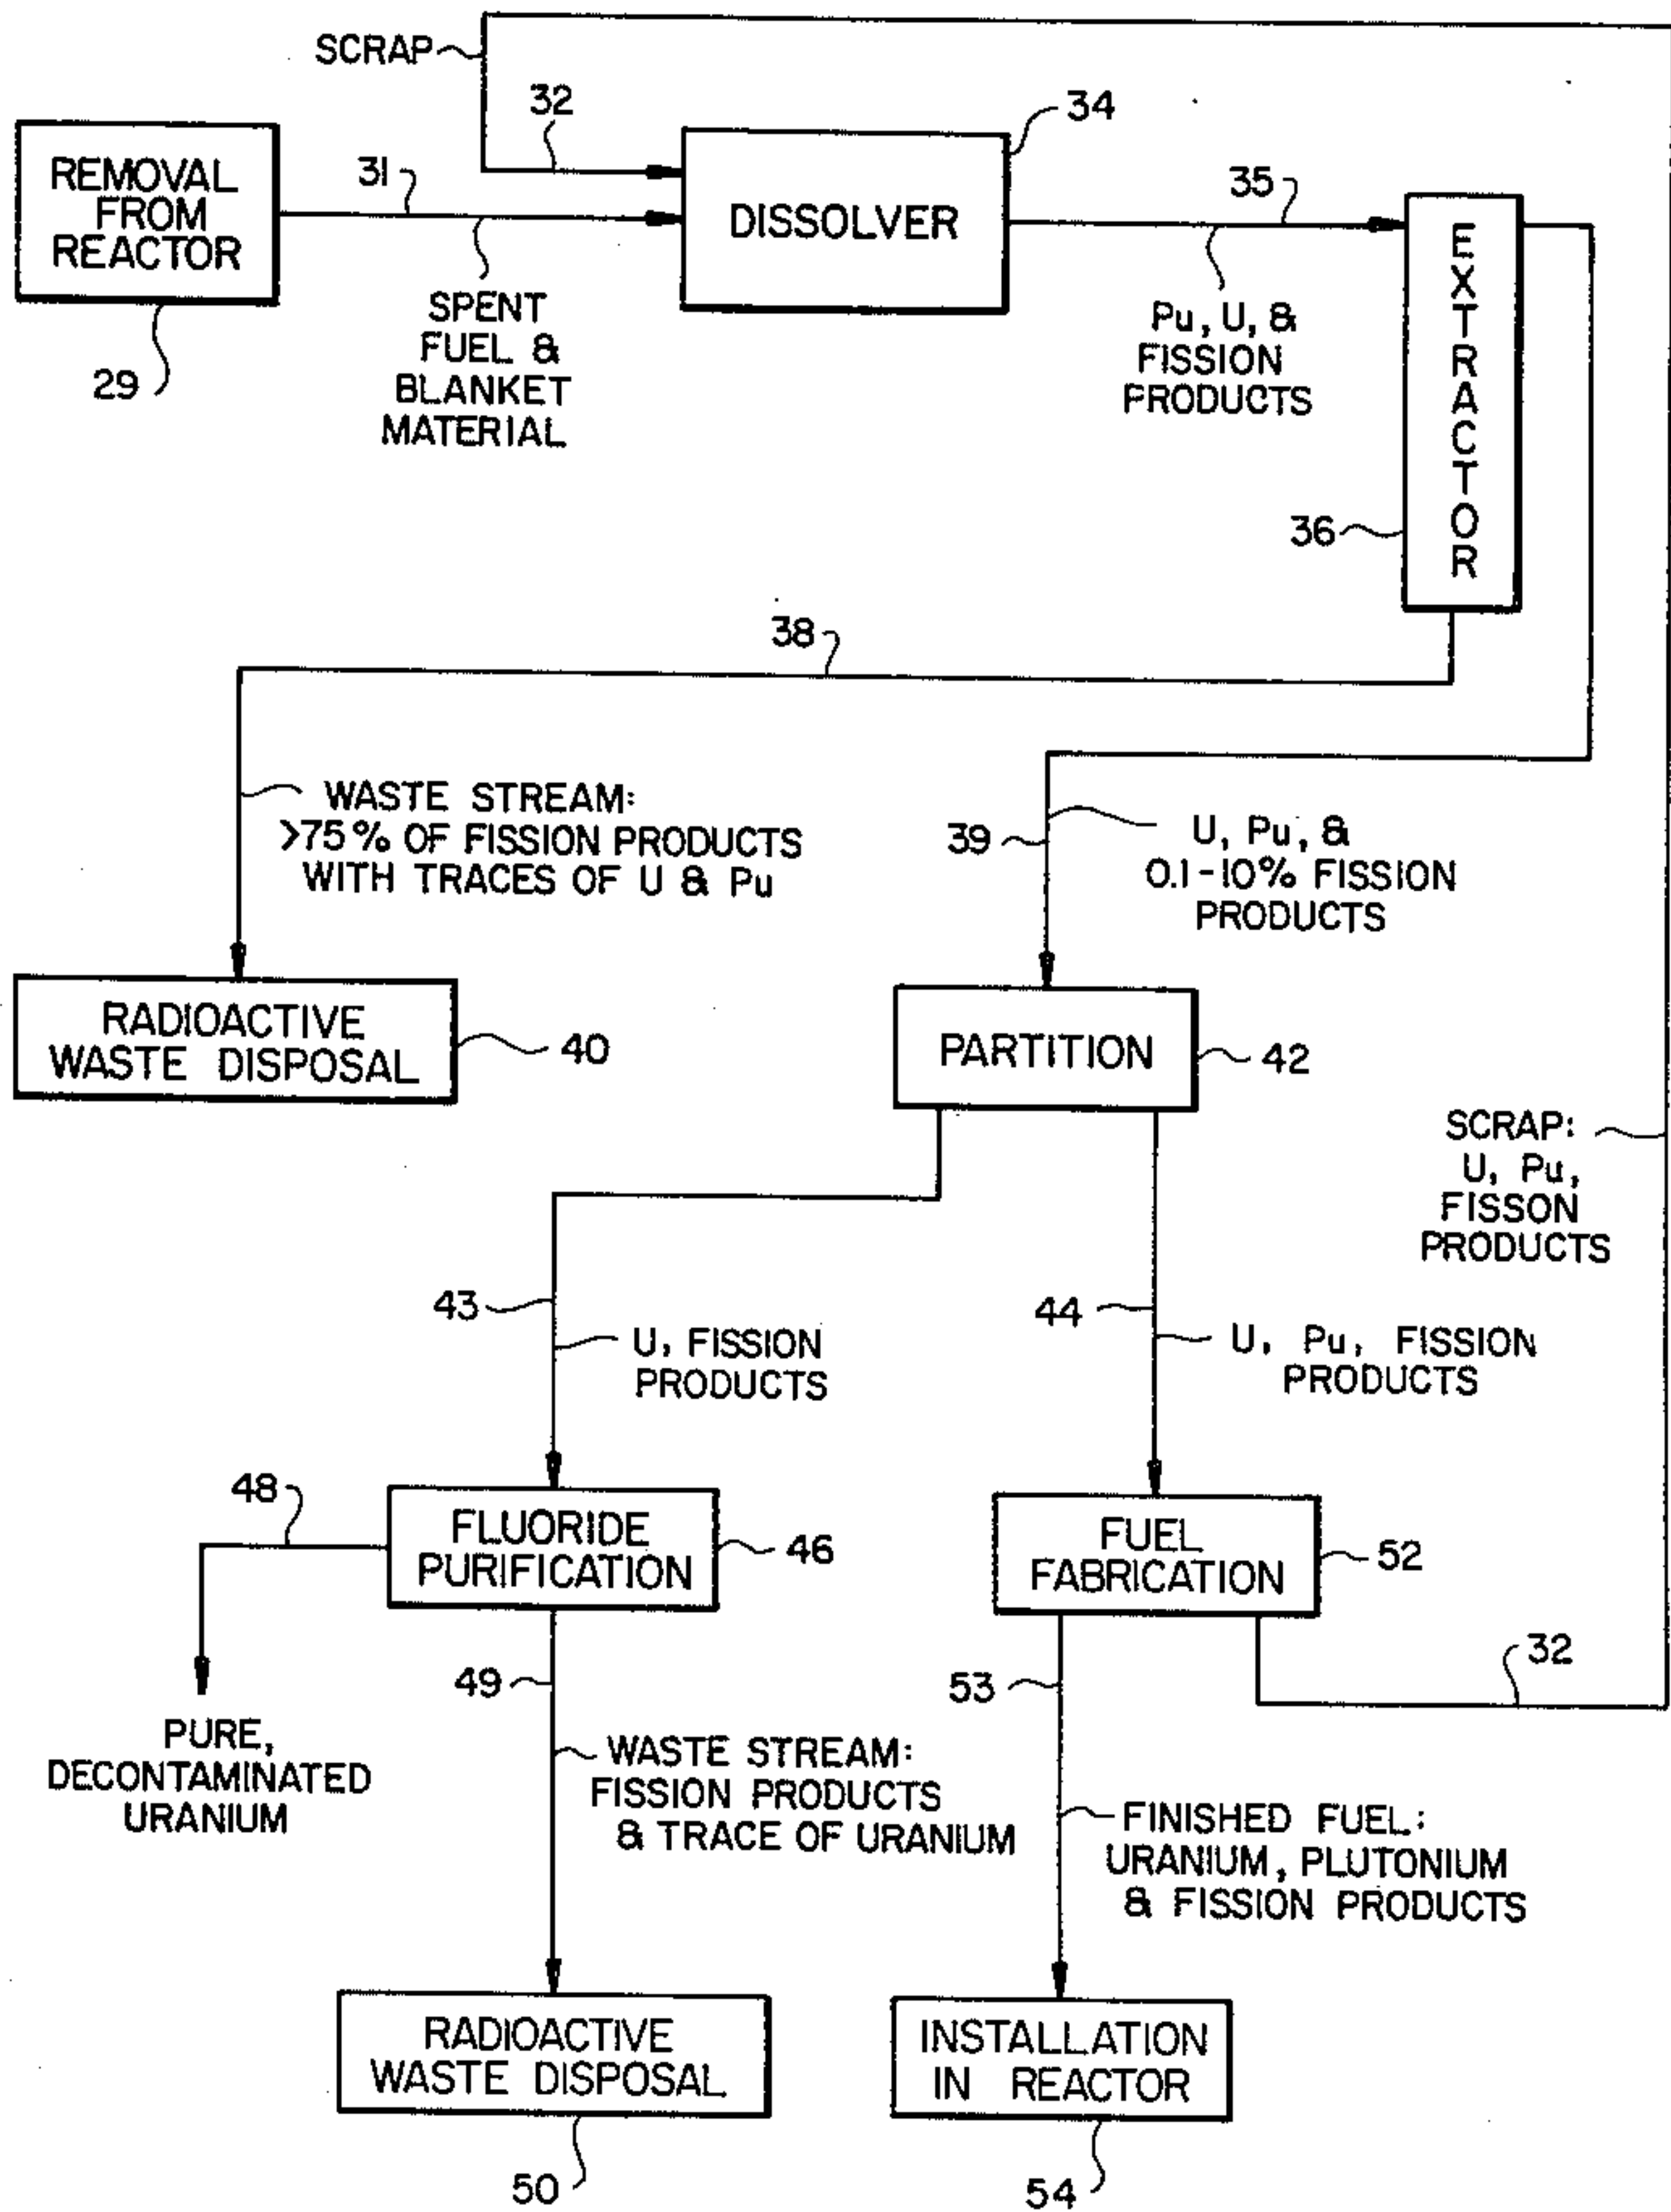 SCRAP
32
34
REMOVAL
FROM
REACTOR
29
31
SPENT
FUEL &
BLANKET
MATERIAL
DISSOLVER
35
Pu, U, &
FISSION
PRODUCTS
EXTRACTOR
36
38
WASTE STREAM:
>75% OF FISSION PRODUCTS
WITH TRACES OF U & Pu
39
U, Pu, &
0.1-10% FISSION
PRODUCTS
RADIOACTIVE
WASTE DISPOSAL
40
PARTITION
42
SCRAP:
U, Pu,
FISSON
PRODUCTS
43
U, FISSION
PRODUCTS
44
U, Pu, FISSION
PRODUCTS
48
FLUORIDE
PURIFICATION
46
FUEL
FABRICATION
52
32
49
53
PURE,
DECONTAMINATED
URANIUM
WASTE STREAM:
FISSION PRODUCTS
& TRACE OF URANIUM
FINISHED FUEL:
URANIUM, PLUTONIUM
& FISSION PRODUCTS
RADIOACTIVE
WASTE DISPOSAL
50
INSTALLATION
IN REACTOR
54